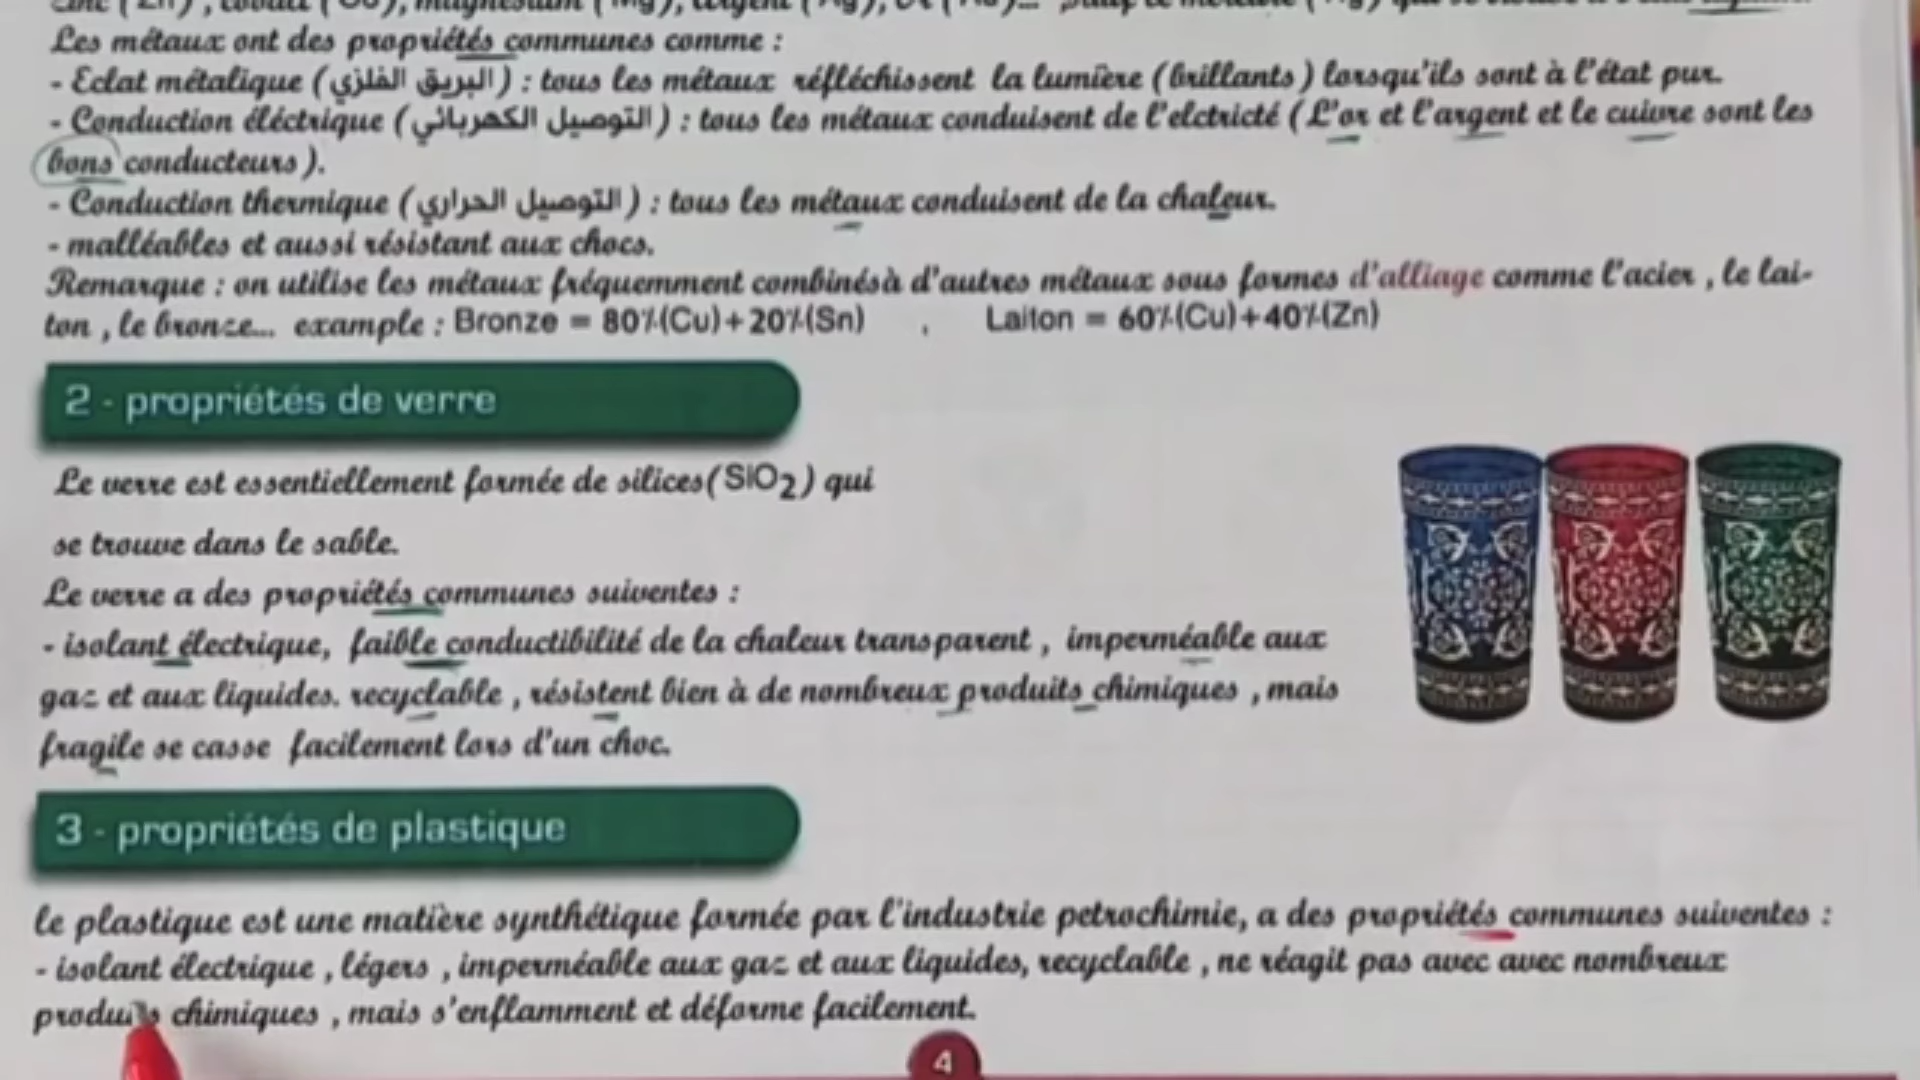 Les métaux ont des propriétés communes comme :
- Eclat métalique (البريق الفلزي) : tous les métaux réfléchissent la lumière (brillants) lorsqu'ils sont à l'état pur.
- Conduction éléctrique (التوصيل الكهربائي) : tous les métaux conduisent de l'elctricté (L'or et l'argent et le cuivre sont les
bons conducteurs).
- Conduction thermique (التوصيل الحراري) : tous les métaux conduisent de la chaleur.
- malléables et aussi résistant aux chocs.
Remarque : on utilise les métaux fréquemment combinésà d'autres métaux sous formes d'alliage comme l'acier , le lai-
ton , le bronze... example : Bronze = 80%(Cu)+20%(Sn) , Laiton = 60%(Cu)+40%(Zn)
2 - propriétés de verre
Le verre est essentiellement formée de silices(SiO2) qui
se trouve dans le sable.
Le verre a des propriétés communes suiventes :
- isolant électrique, faible conductibilité de la chaleur transparent , imperméable aux
gaz et aux liquides. recyclable , résistent bien à de nombreux produits chimiques , mais
fragile se casse facilement lors d'un choc.
3 - propriétés de plastique
le plastique est une matière synthétique formée par l'industrie petrochimie, a des propriétés communes suiventes :
- isolant électrique , légers , imperméable aux gaz et aux liquides, recyclable , ne réagit pas avec avec nombreux
produits chimiques , mais s'enflamment et déforme facilement.
4